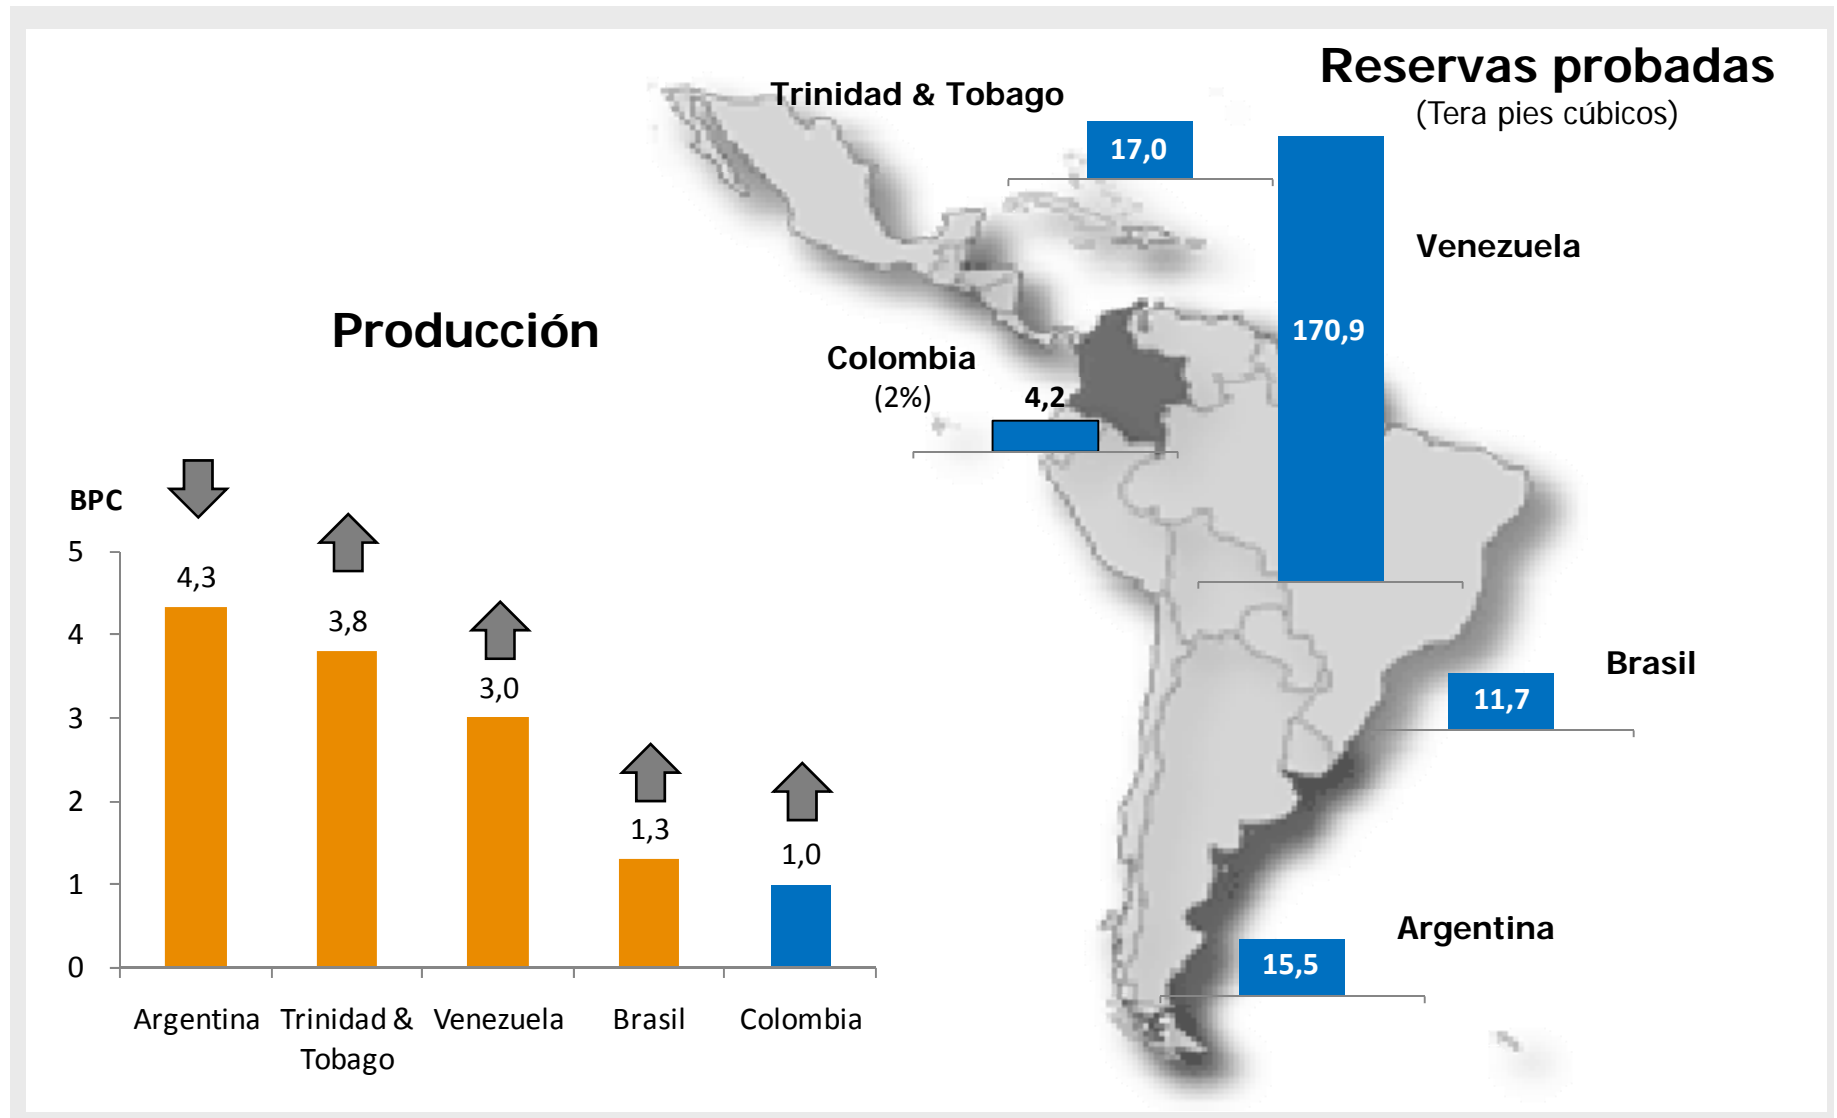 Reservas probadas
(Tera pies cúbicos)
Trinidad & Tobago
17,0
Venezuela
170,9
Colombia
(2%)
4,2
Brasil
11,7
Argentina
15,5
Producción
BPC
5
4
3
2
1
0
4,3
3,8
3,0
1,3
1,0
Argentina
Trinidad &
Tobago
Venezuela
Brasil
Colombia